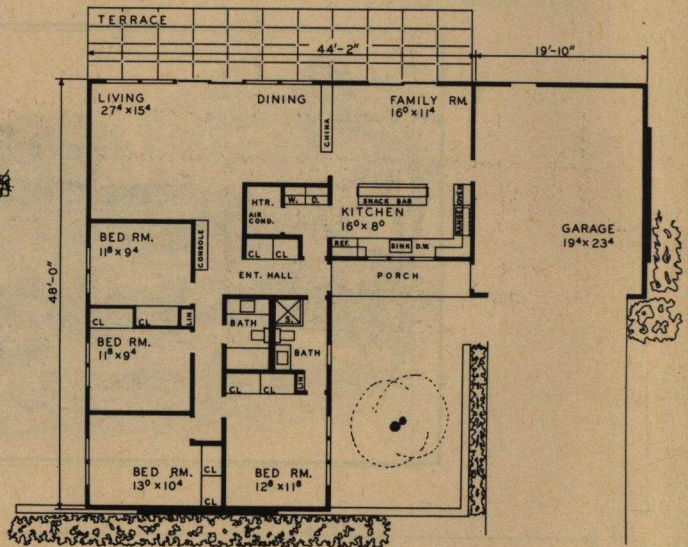 TERRACE
44'-2"
19'-10"
LIVING
27⁴ x 15⁴
DINING
FAMILY RM.
16⁰ x 11⁴
CHINA
48'-0"
HTR.
AIR
COND.
W. D.
SNACK BAR
RANGE OVEN
KITCHEN
16⁰ x 8⁰
GARAGE
19⁴ x 23⁴
BED RM.
11⁸ x 9⁴
CONSOLE
CL CL
REF.
SINK D.W.
ENT. HALL
PORCH
CL CL LIN
BATH
S.
BATH
BED RM.
11⁸ x 9⁴
CL CL LIN
BED RM.
13⁰ x 10⁴
CL
CL
BED RM.
12⁸ x 11⁸